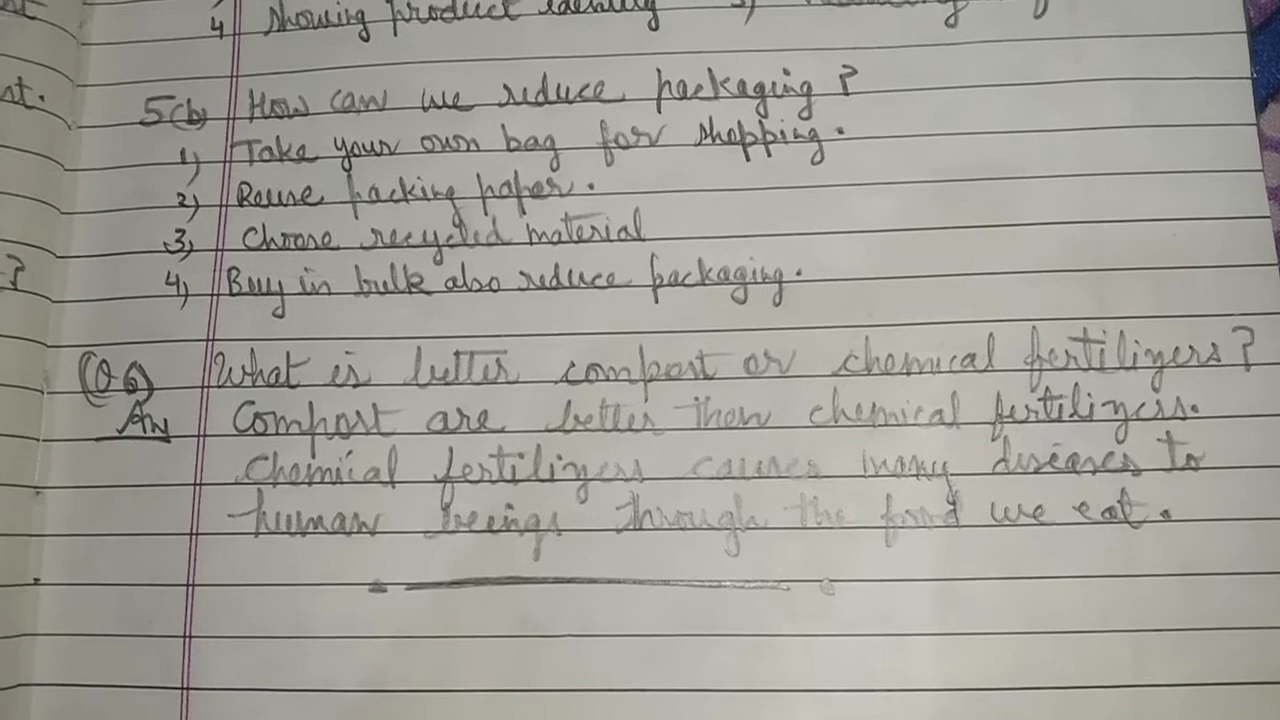 4 showing product
nt.
5(b) How can we reduce packaging ?
1) Take your own bag for shopping.
2) Reuse packing paper.
3) Choose recycled material
?
4) Buy in bulk also reduce packaging.
(Q6) What is better compost or chemical fertilizers?
Ans Compost are better then chemical fertilizers.
Chemical fertilizers causes many diseases to
human beings through the food we eat.